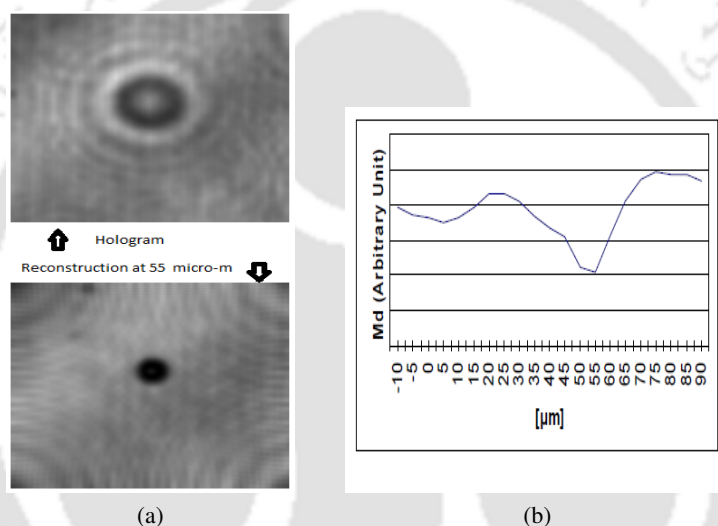 Hologram
Reconstruction at 55 micro-m
Md (Arbitrary Unit)
-10 -5 0 5 10 15 20 25 30 35 40 45 50 55 60 65 70 75 80 85 90
[µm]
(a) (b)